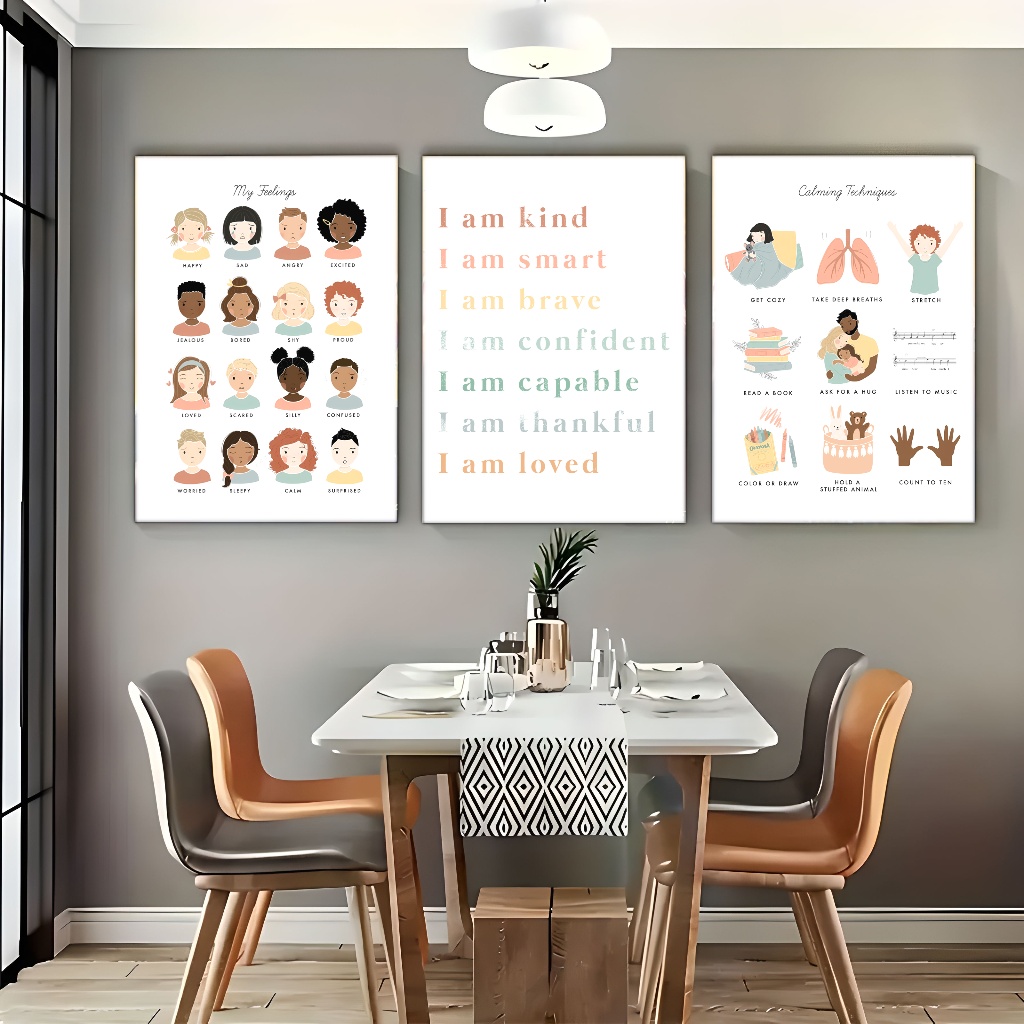 My Feelings
HAPPY SAD ANGRY EXCITED
JEALOUS BORED SHY PROUD
LOVED SCARED SILLY CONFUSED
WORRIED SLEEPY CALM SURPRISED
I am kind
I am smart
I am brave
I am confident
I am capable
I am thankful
I am loved
Calming Techniques
GET COZY TAKE DEEP BREATHS STRETCH
READ A BOOK ASK FOR A HUG LISTEN TO MUSIC
COLOR OR DRAW HOLD A STUFFED ANIMAL COUNT TO TEN